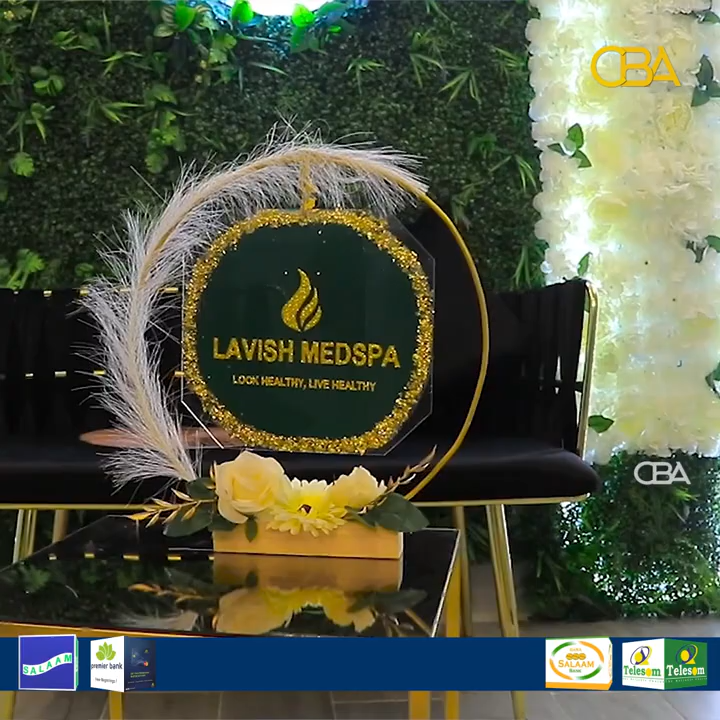 CBA
LAVISH MEDSPA
LOOK HEALTHY, LIVE HEALTHY
CBA
SALAAM
premier bank
SALAAM
Telesom Telesom